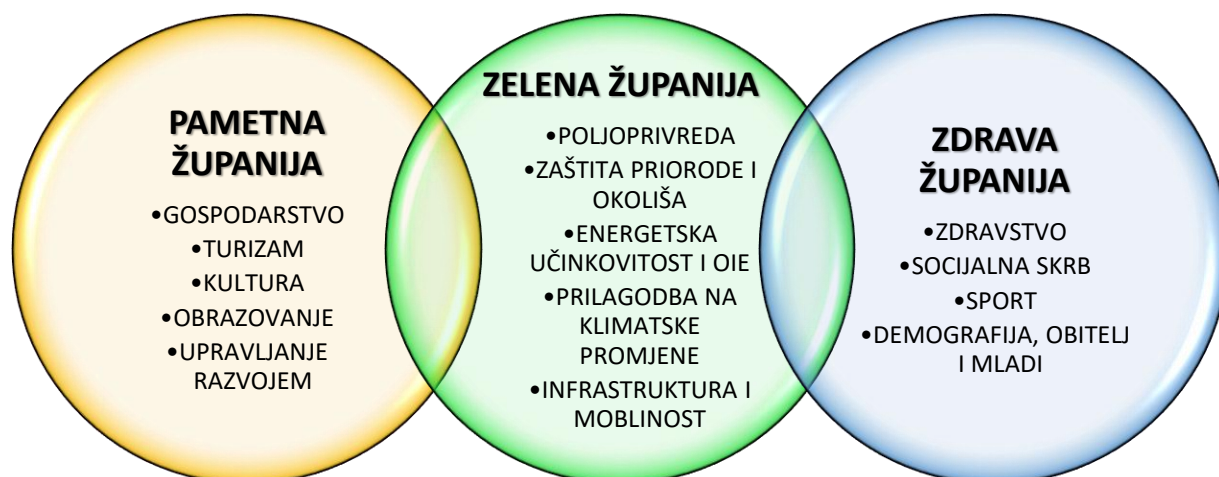 PAMETNA
ŽUPANIJA
•GOSPODARSTVO
•TURIZAM
•KULTURA
•OBRAZOVANJE
•UPRAVLJANJE
RAZVOJEM
ZELENA ŽUPANIJA
•POLJOPRIVREDA
•ZAŠTITA PRIORODE I
OKOLIŠA
•ENERGETSKA
UČINKOVITOST I OIE
•PRILAGODBA NA
KLIMATSKE
PROMJENE
•INFRASTRUKTURA I
MOBLINOST
ZDRAVA
ŽUPANIJA
•ZDRAVSTVO
•SOCIJALNA SKRB
•SPORT
•DEMOGRAFIJA, OBITELJ
I MLADI